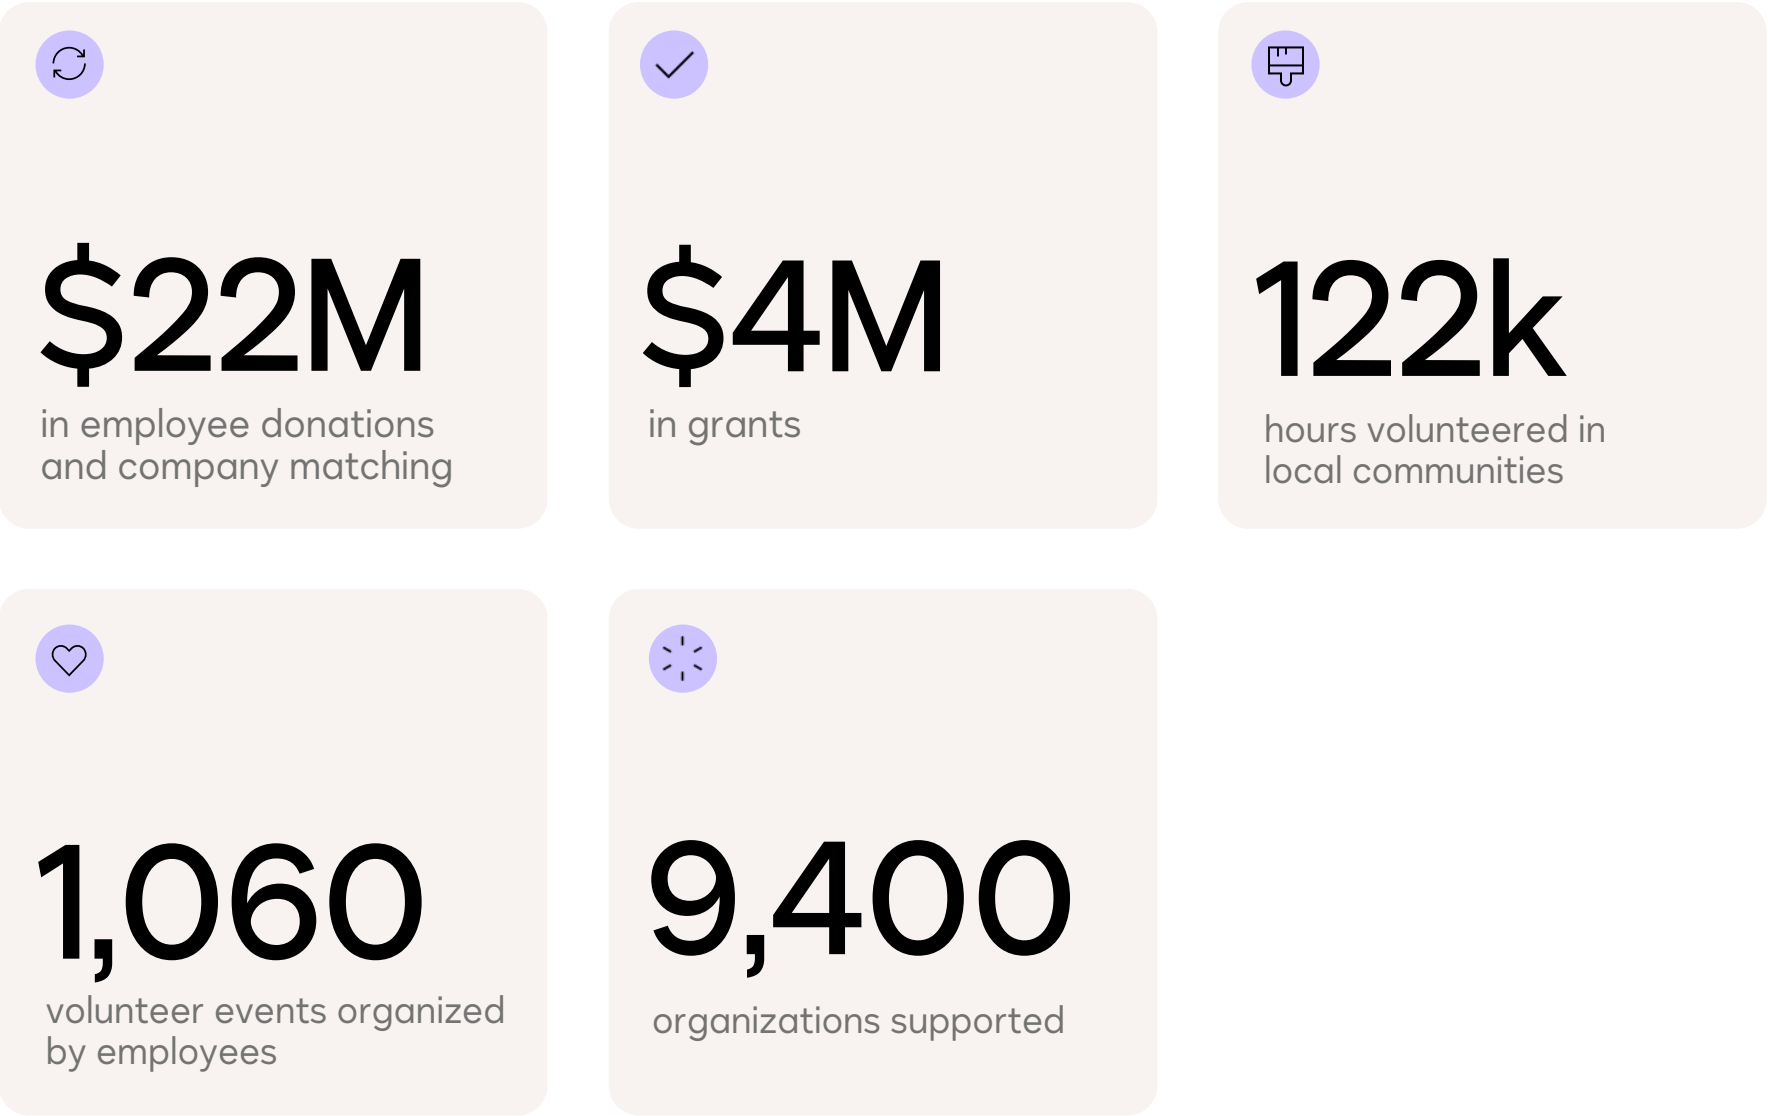 $22M
in employee donations
and company matching
$4M
in grants
122k
hours volunteered in
local communities
1,060
volunteer events organized
by employees
9,400
organizations supported